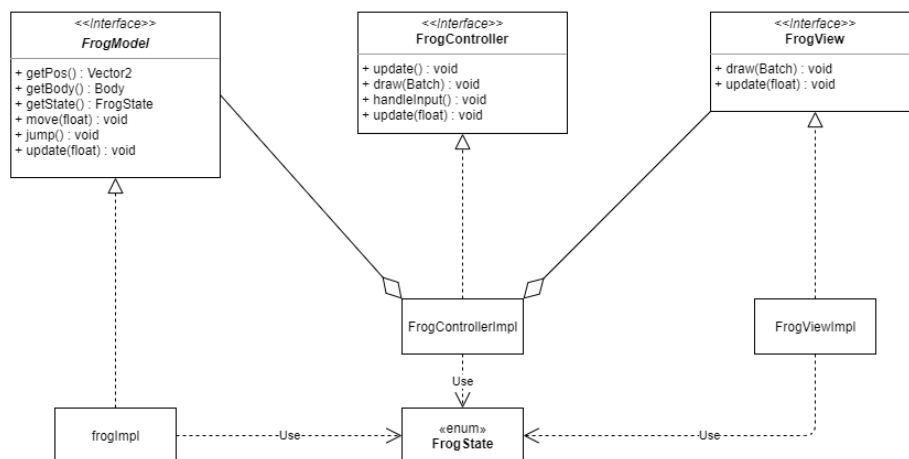 <<Interface>>
FrogModel
+ getPos() : Vector2
+ getBody() : Body
+ getState() : FrogState
+ move(float) : void
+ jump() : void
+ update(float) : void
<<Interface>>
FrogController
+ update() : void
+ draw(Batch) : void
+ handleInput() : void
+ update(float) : void
<<Interface>>
FrogView
+ draw(Batch) : void
+ update(float) : void
FrogControllerImpl
FrogViewImpl
Use
frogImpl
Use
«enum»
FrogState
Use